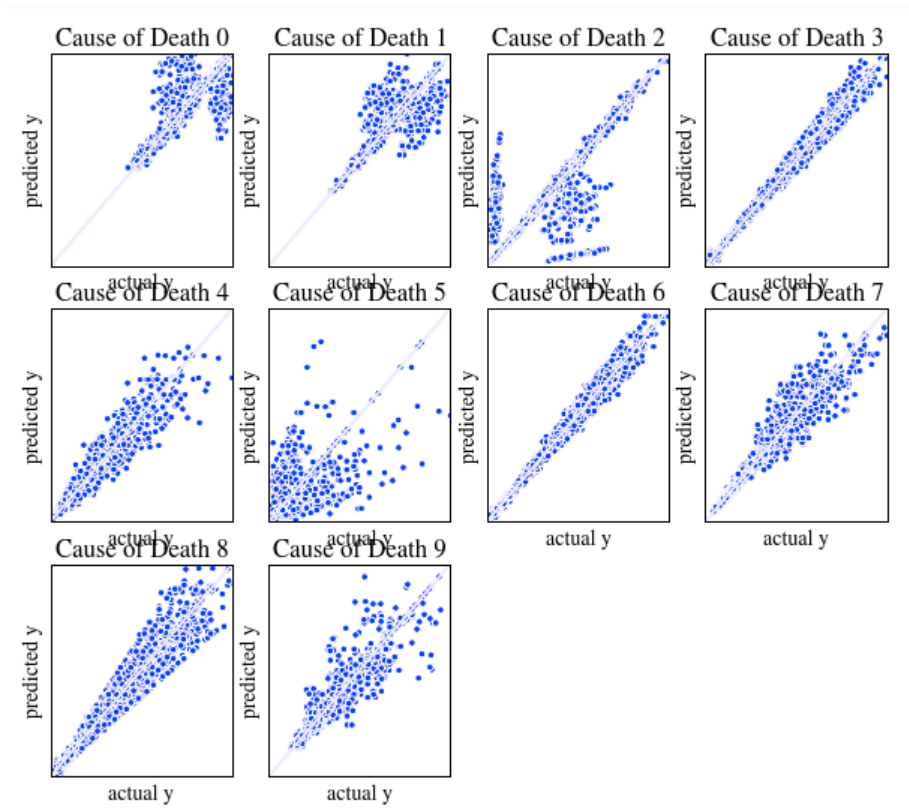 Cause of Death 0
Cause of Death 1
Cause of Death 2
Cause of Death 3
predicted y
predicted y
predicted y
predicted y
actual y
actual y
actual y
actual y
Cause of Death 4
Cause of Death 5
Cause of Death 6
Cause of Death 7
predicted y
predicted y
predicted y
predicted y
actual y
actual y
actual y
actual y
Cause of Death 8
Cause of Death 9
predicted y
predicted y
actual y
actual y